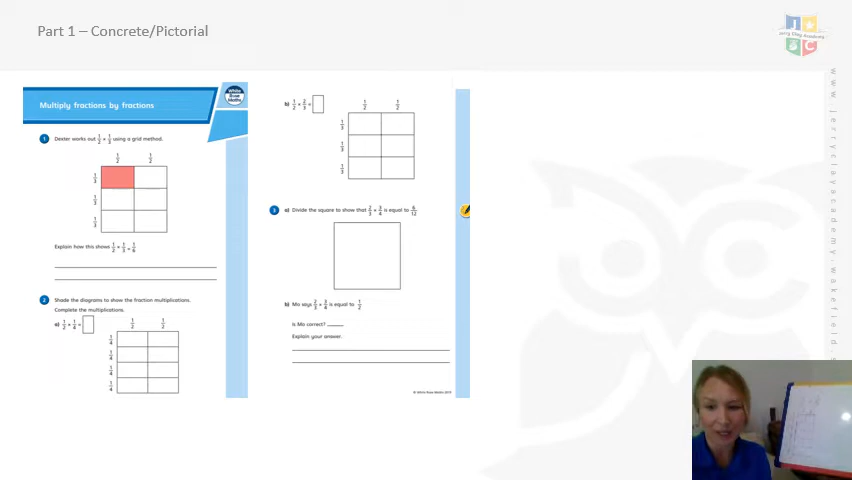 Part 1 – Concrete/Pictorial
Multiply fractions by fractions
White
Rose
Maths
1 Dexter works out 1/2 × 1/3 using a grid method.
1/2 1/2
1/3
1/3
1/3
Explain how this shows 1/2 × 1/3 = 1/6
2 Shade the diagrams to show the fraction multiplications.
Complete the multiplications.
a) 1/2 × 1/4 =
1/2 1/2
1/4
1/4
1/4
1/4
b) 1/2 × 2/3 =
1/2 1/2
1/3
1/3
1/3
3 a) Divide the square to show that 2/3 × 3/4 is equal to 6/12
b) Mo says 2/3 × 3/4 is equal to 1/2
Is Mo correct?
Explain your answer.
© White Rose Maths 2019
J
C
Jerry Clay Academy
www.jerryclayacademy.wakefield.s